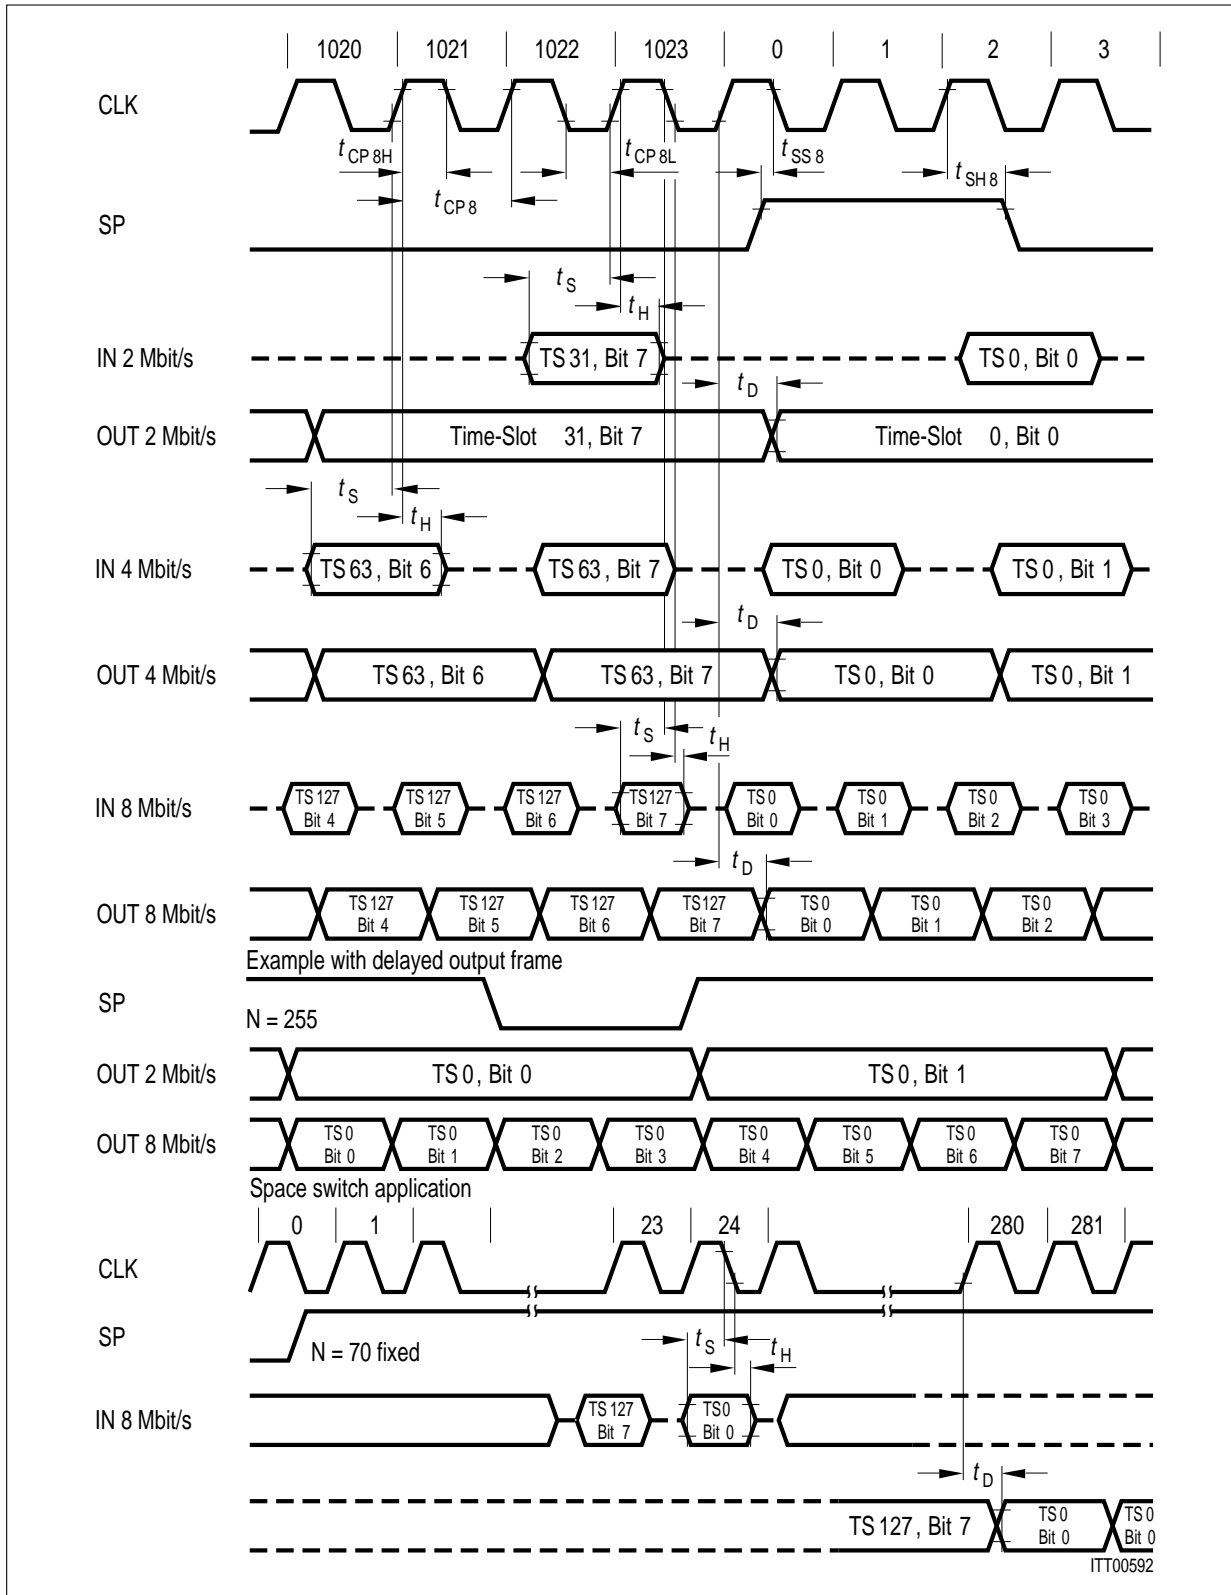 1020 1021 1022 1023 0 1 2 3
CLK
tCP 8H tCP 8L tSS 8
tSH 8
tCP 8
SP
tS
tH
IN 2 Mbit/s TS 31, Bit 7 TS 0, Bit 0
tD
OUT 2 Mbit/s Time-Slot 31, Bit 7 Time-Slot 0, Bit 0
tS
tH
IN 4 Mbit/s TS 63, Bit 6 TS 63, Bit 7 TS 0, Bit 0 TS 0, Bit 1
tD
OUT 4 Mbit/s TS 63, Bit 6 TS 63, Bit 7 TS 0, Bit 0 TS 0, Bit 1
tS tH
TS 127 TS 127 TS 127 TS 127 TS 0 TS 0 TS 0 TS 0
IN 8 Mbit/s
Bit 4 Bit 5 Bit 6 Bit 7 Bit 0 Bit 1 Bit 2 Bit 3
tD
TS 127 TS 127 TS 127 TS 127 TS 0 TS 0 TS 0
OUT 8 Mbit/s
Bit 4 Bit 5 Bit 6 Bit 7 Bit 0 Bit 1 Bit 2
Example with delayed output frame
SP
N = 255
OUT 2 Mbit/s TS 0, Bit 0 TS 0, Bit 1
TS 0 TS 0 TS 0 TS 0 TS 0 TS 0 TS 0 TS 0
OUT 8 Mbit/s
Bit 0 Bit 1 Bit 2 Bit 3 Bit 4 Bit 5 Bit 6 Bit 7
Space switch application
0 1 23 24 280 281
CLK
SP
N = 70 fixed tS tH
TS 127 TS0
IN 8 Mbit/s
Bit 7 Bit 0
tD
TS 0 TS 0
TS 127, Bit 7
Bit 0 Bit 0
ITT00592